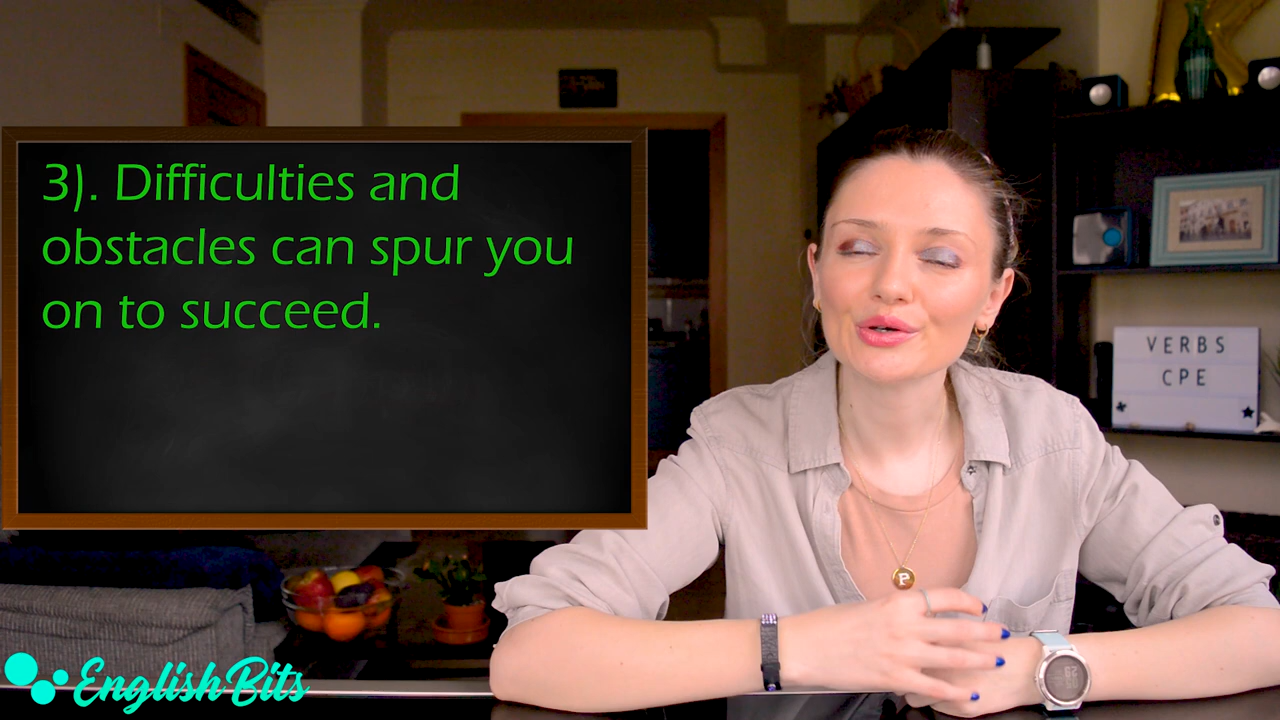 3). Difficulties and
obstacles can spur you
on to succeed.
VERBS
CPE
P
EnglishBits